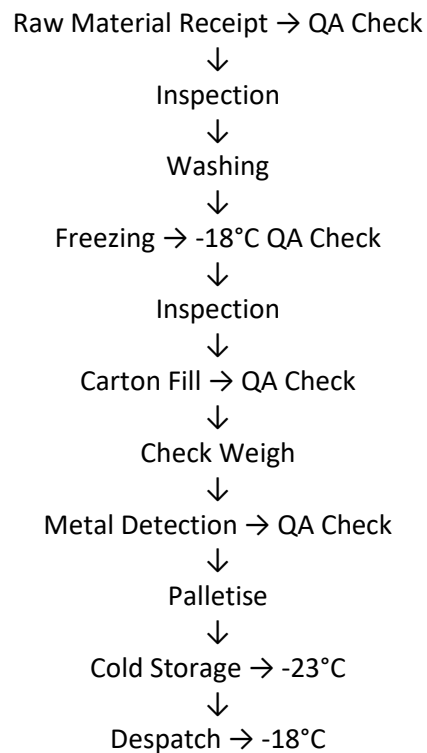 Raw Material Receipt → QA Check
↓
Inspection
↓
Washing
↓
Freezing → -18°C QA Check
↓
Inspection
↓
Carton Fill → QA Check
↓
Check Weigh
↓
Metal Detection → QA Check
↓
Palletise
↓
Cold Storage → -23°C
↓
Despatch → -18°C